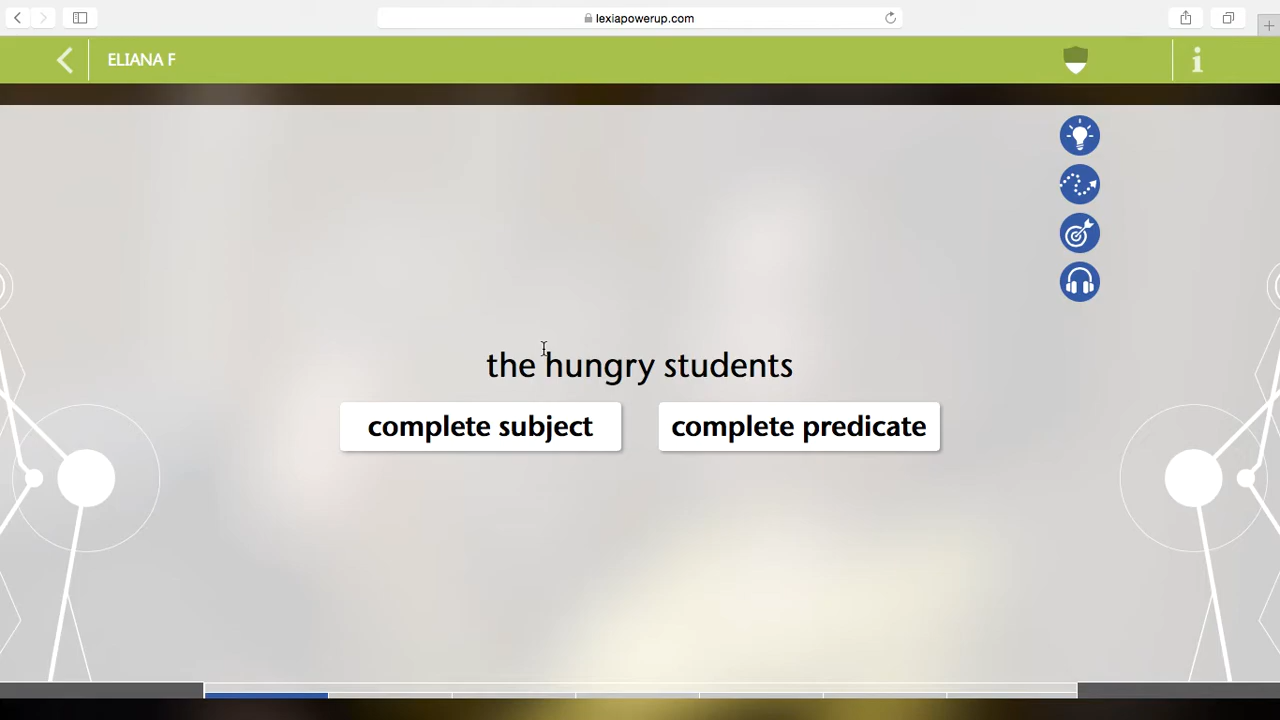 lexiapowerup.com
ELIANA F
the hungry students
complete subject complete predicate